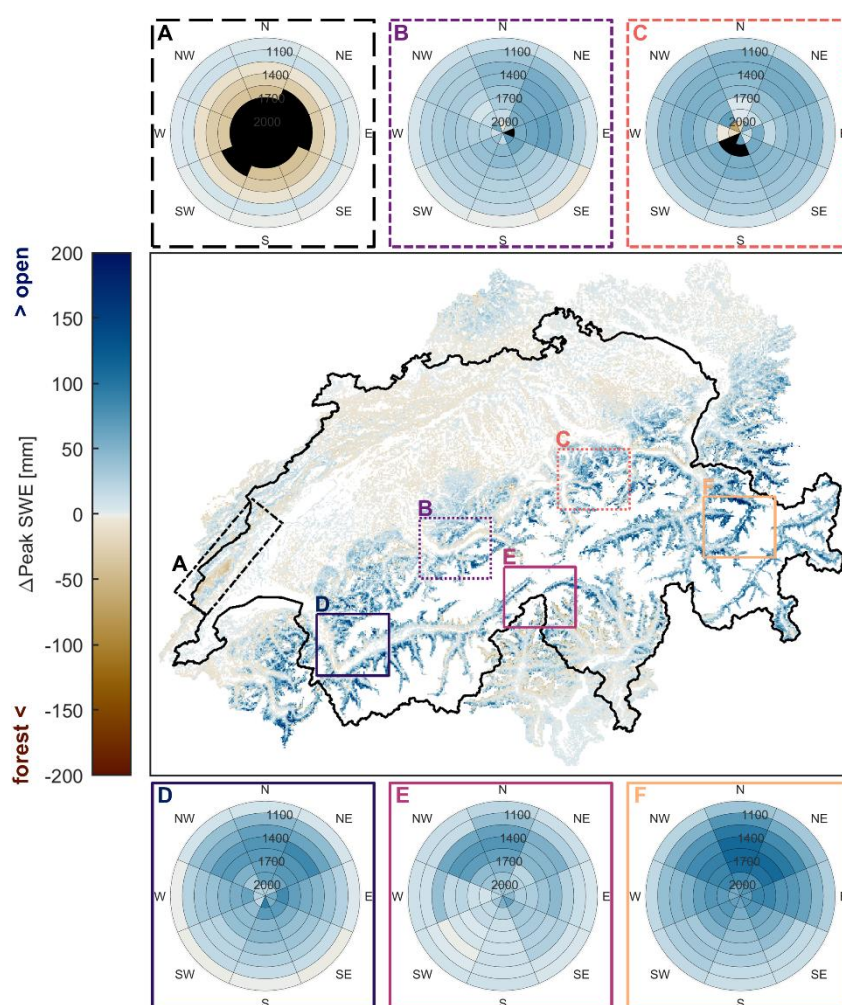 A
N
NW
NE
1100
1400
1700
2000
W
E
SW
SE
S
B
N
NW
NE
1100
1400
1700
2000
W
E
SW
SE
S
C
N
NW
NE
1100
1400
1700
2000
W
E
SW
SE
S
> open
200
150
100
50
0
-50
-100
-150
-200
ΔPeak SWE [mm]
forest <
A
B
C
D
E
F
D
N
NW
NE
1100
1400
1700
2000
W
E
SW
SE
S
E
N
NW
NE
1100
1400
1700
2000
W
E
SW
SE
S
F
N
NW
NE
1100
1400
1700
2000
W
E
SW
SE
S